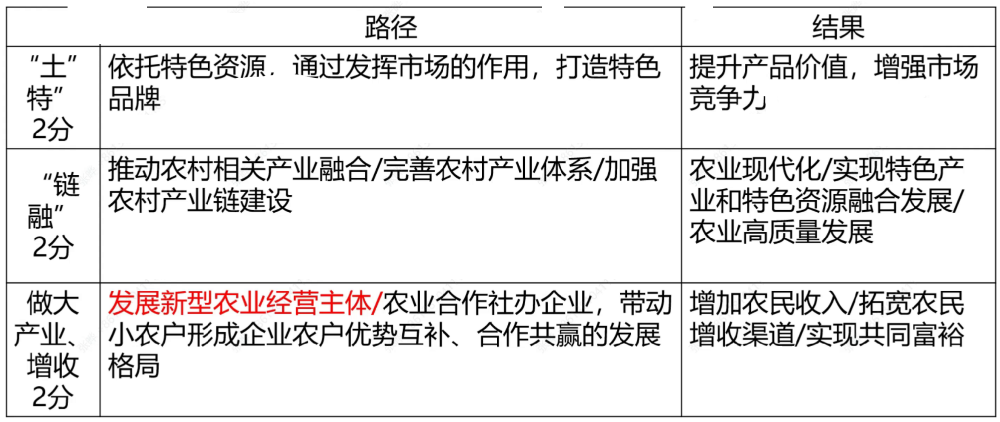 路径
结果
“土”
特”
2分
依托特色资源，通过发挥市场的作用，打造特色
品牌
提升产品价值，增强市场
竞争力
“链
融”
2分
推动农村相关产业融合/完善农村产业体系/加强
农村产业链建设
农业现代化/实现特色产
业和特色资源融合发展/
农业高质量发展
做大
产业、
增收
2分
发展新型农业经营主体/农业合作社办企业，带动
小农户形成企业农户优势互补、合作共赢的发展
格局
增加农民收入/拓宽农民
增收渠道/实现共同富裕